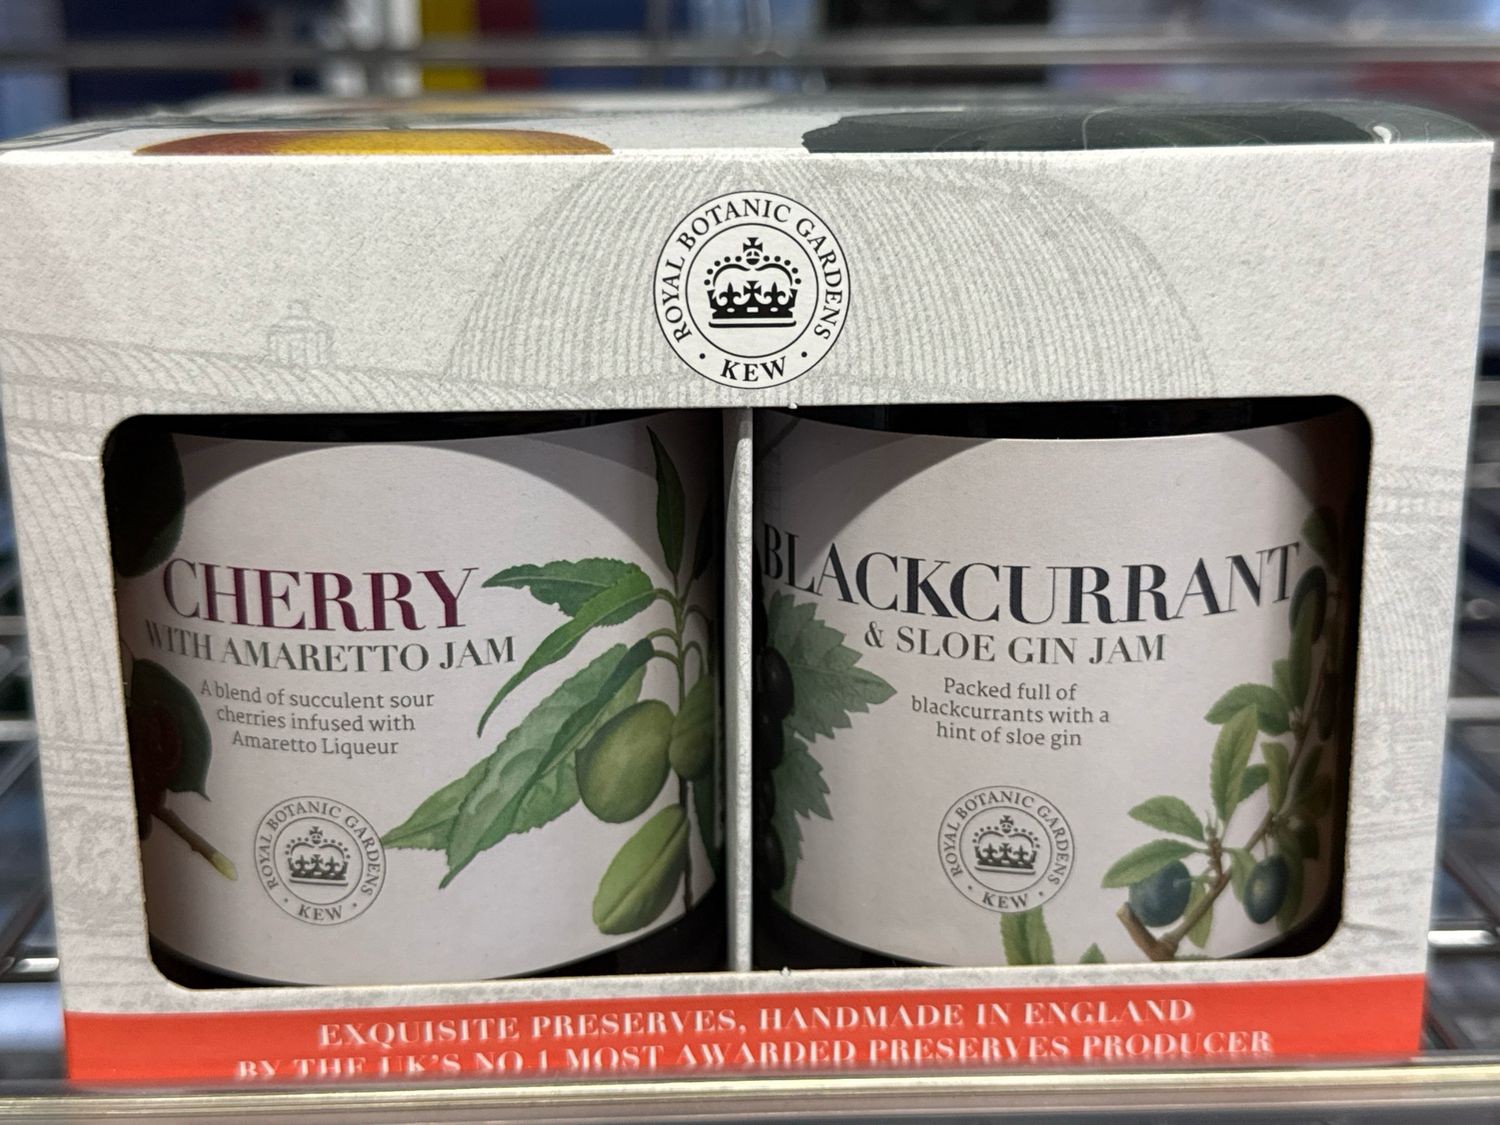 ROYAL BOTANIC GARDENS
• KEW •
CHERRY
WITH AMARETTO JAM
A blend of succulent sour
cherries infused with
Amaretto Liqueur
ROYAL BOTANIC GARDENS
• KEW •
BLACKCURRANT
& SLOE GIN JAM
Packed full of
blackcurrants with a
hint of sloe gin
ROYAL BOTANIC GARDENS
• KEW •
EXQUISITE PRESERVES, HANDMADE IN ENGLAND
BY THE UK'S NO.1 MOST AWARDED PRESERVES PRODUCER